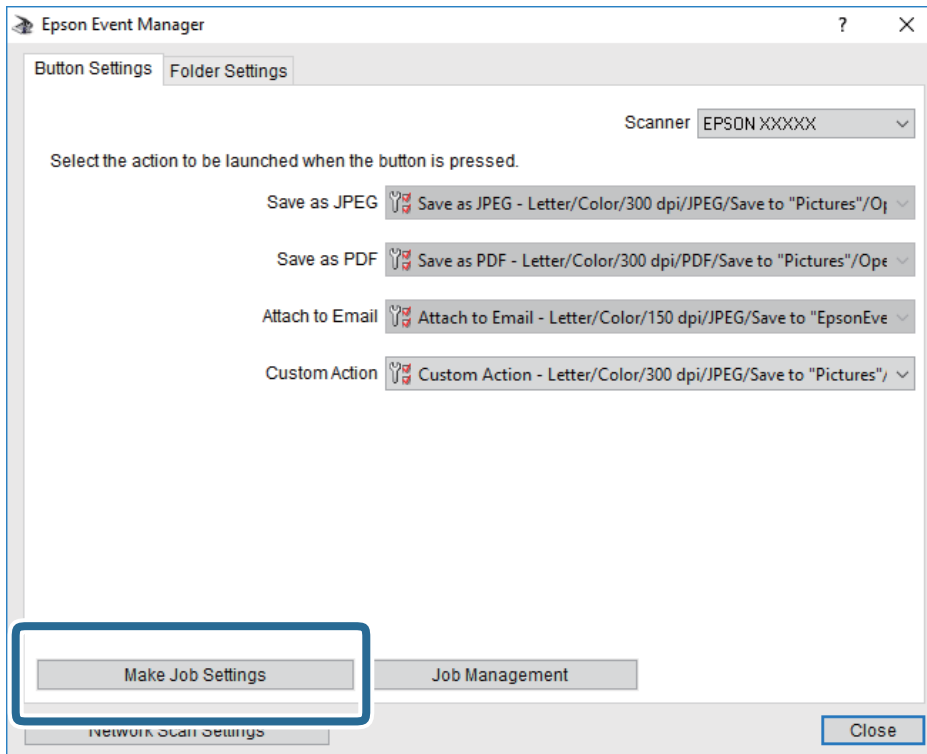 Epson Event Manager
Button Settings Folder Settings
Scanner EPSON XXXXX
Select the action to be launched when the button is pressed.
Save as JPEG Save as JPEG - Letter/Color/300 dpi/JPEG/Save to "Pictures"/Op
Save as PDF Save as PDF - Letter/Color/300 dpi/PDF/Save to "Pictures"/Ope
Attach to Email Attach to Email - Letter/Color/150 dpi/JPEG/Save to "EpsonEve
Custom Action Custom Action - Letter/Color/300 dpi/JPEG/Save to "Pictures"/
Make Job Settings Job Management
Network Scan Settings Close